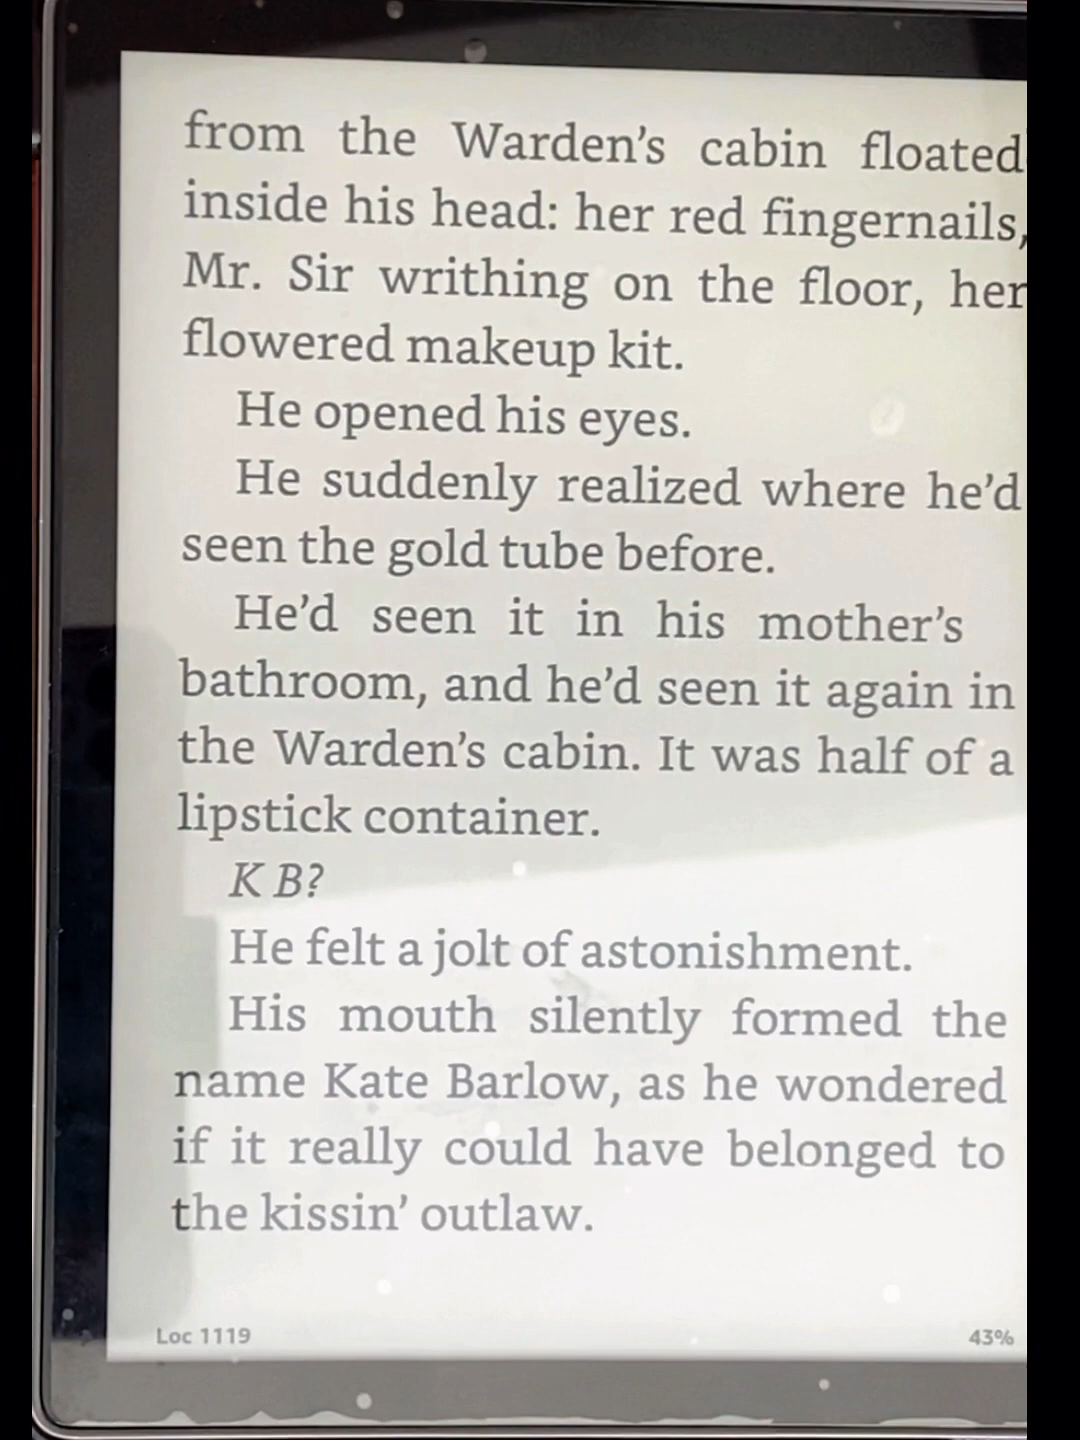 from the Warden’s cabin floated
inside his head: her red fingernails,
Mr. Sir writhing on the floor, her
flowered makeup kit.
He opened his eyes.
He suddenly realized where he’d
seen the gold tube before.
He’d seen it in his mother’s
bathroom, and he’d seen it again in
the Warden’s cabin. It was half of a
lipstick container.
K B?
He felt a jolt of astonishment.
His mouth silently formed the
name Kate Barlow, as he wondered
if it really could have belonged to
the kissin’ outlaw.
Loc 1119 43%